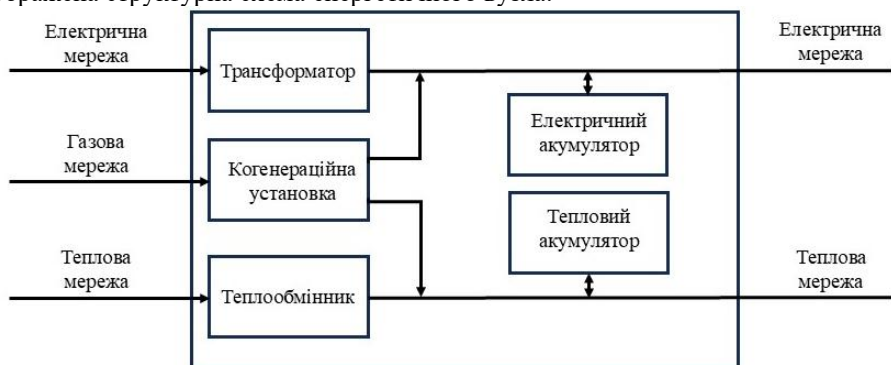 Електрична
мережа
Електрична
мережа
Трансформатор
Електричний
акумулятор
Газова
мережа
Когенераційна
установка
Тепловий
акумулятор
Теплова
мережа
Теплообмінник
Теплова
мережа